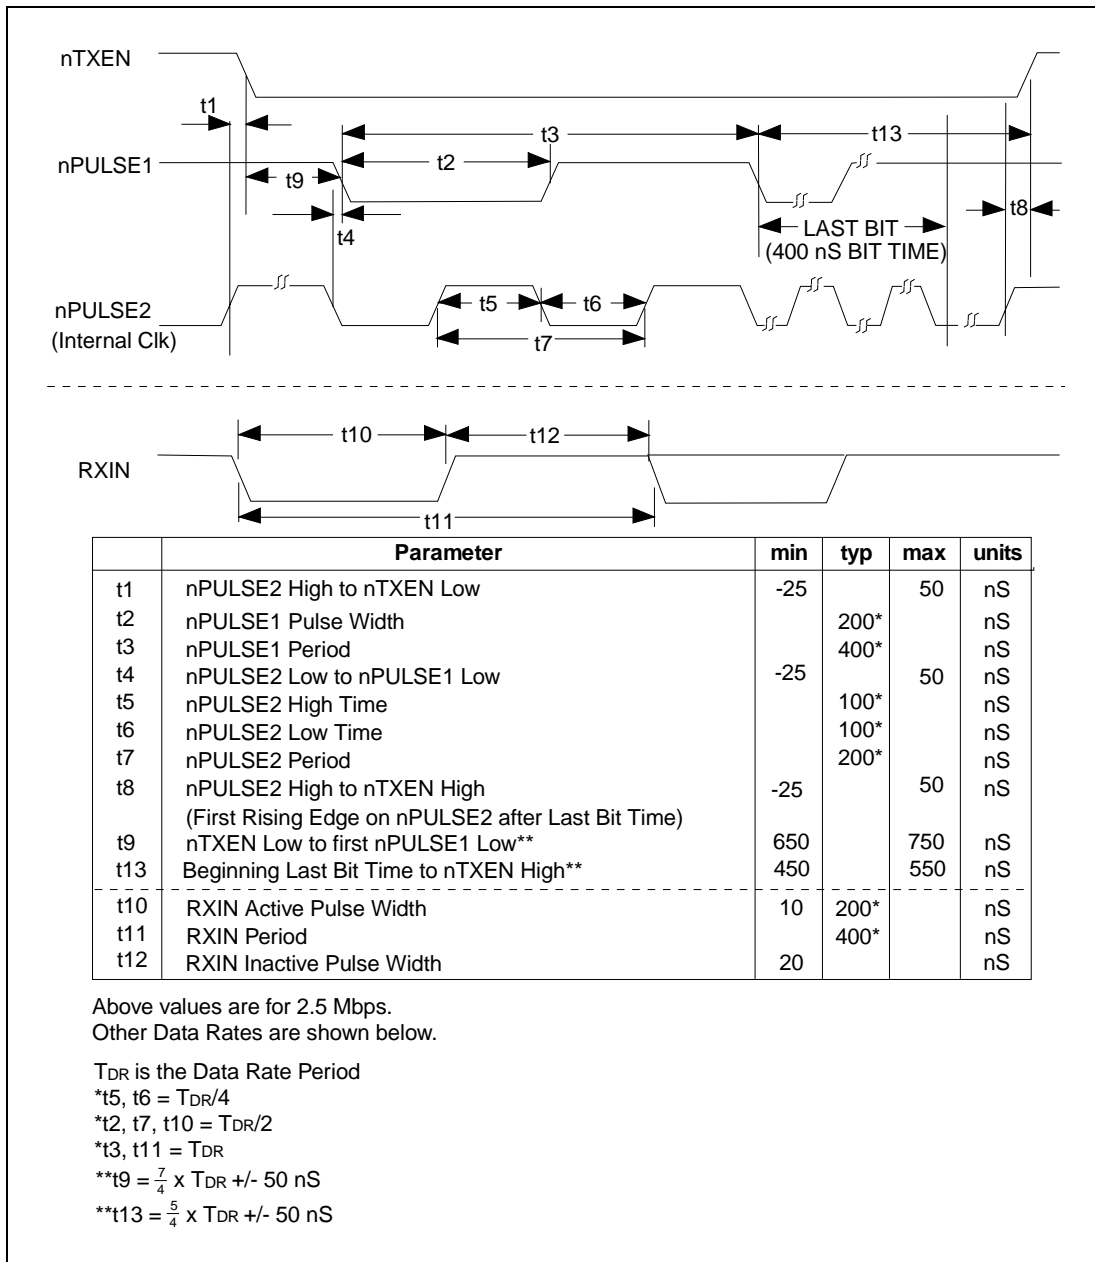 nTXEN
t1
t3
t13
nPULSE1
t2
t9
t8
t4
LAST BIT
(400 nS BIT TIME)
nPULSE2
(Internal Clk)
t5
t6
t7
t10
t12
RXIN
t11
Parameter min typ max units
t1 nPULSE2 High to nTXEN Low -25 50 nS
t2 nPULSE1 Pulse Width 200* nS
t3 nPULSE1 Period 400* nS
t4 nPULSE2 Low to nPULSE1 Low -25 50 nS
t5 nPULSE2 High Time 100* nS
t6 nPULSE2 Low Time 100* nS
t7 nPULSE2 Period 200* nS
t8 nPULSE2 High to nTXEN High -25 50 nS
(First Rising Edge on nPULSE2 after Last Bit Time)
t9 nTXEN Low to first nPULSE1 Low** 650 750 nS
t13 Beginning Last Bit Time to nTXEN High** 450 550 nS
t10 RXIN Active Pulse Width 10 200* nS
t11 RXIN Period 400* nS
t12 RXIN Inactive Pulse Width 20 nS
Above values are for 2.5 Mbps.
Other Data Rates are shown below.
TDR is the Data Rate Period
*t5, t6 = TDR/4
*t2, t7, t10 = TDR/2
*t3, t11 = TDR
**t9 = 7/4 x TDR +/- 50 nS
**t13 = 5/4 x TDR +/- 50 nS